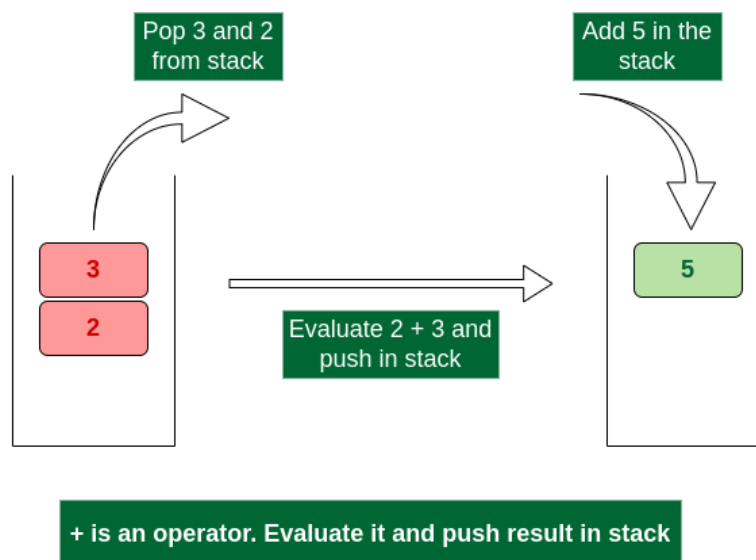 Pop 3 and 2
from stack
Add 5 in the
stack
3
2
5
Evaluate 2 + 3 and
push in stack
+ is an operator. Evaluate it and push result in stack